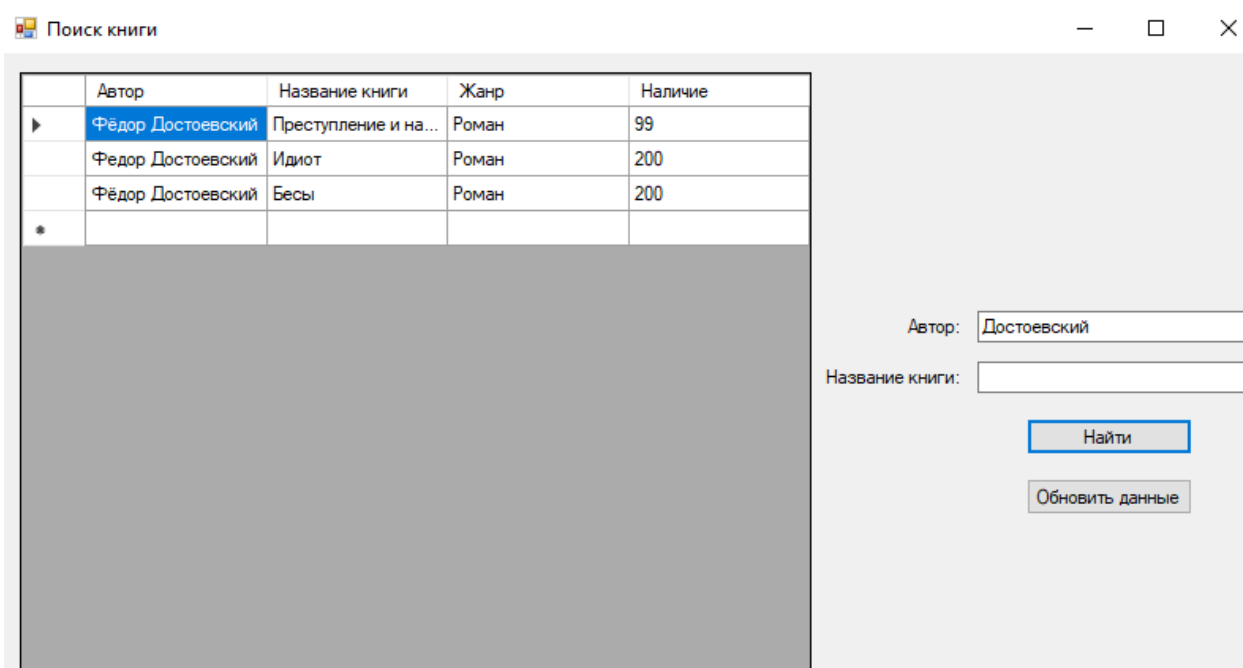 Поиск книги
Автор Название книги Жанр Наличие
Фёдор Достоевский Преступление и на... Роман 99
Федор Достоевский Идиот Роман 200
Фёдор Достоевский Бесы Роман 200
Автор: Достоевский
Название книги:
Найти
Обновить данные